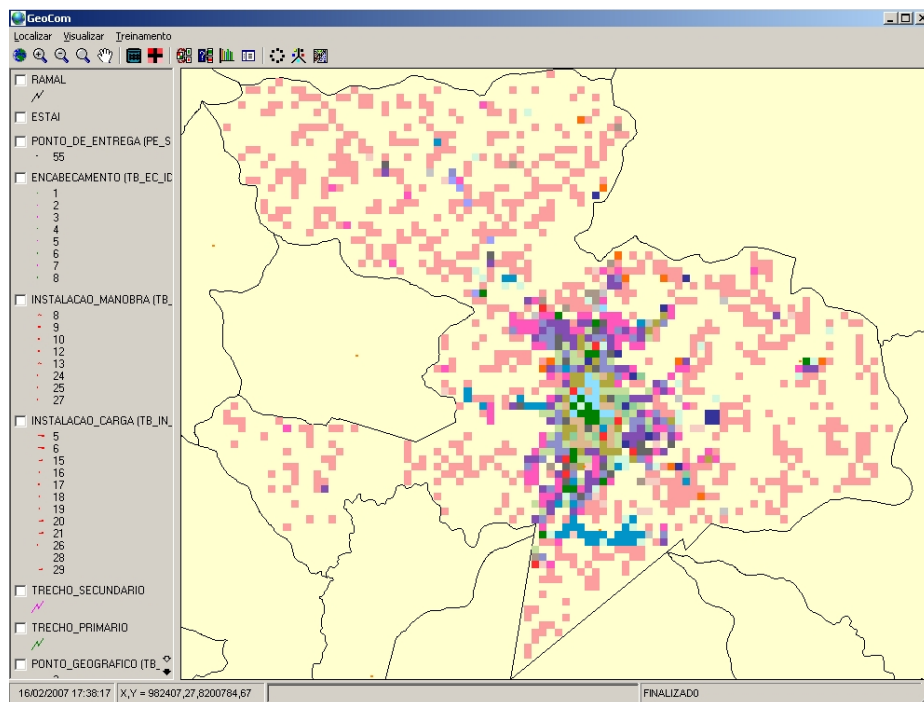 GeoCom
Localizar Visualizar Treinamento
RAMAL
ESTAI
PONTO_DE_ENTREGA (PE_S
55
ENCABECAMENTO (TB_EC_ID
1
2
3
4
5
6
7
8
INSTALACAO_MANOBRA (TB_
8
9
10
12
13
24
25
27
INSTALACAO_CARGA (TB_IN_
5
6
15
16
17
18
19
20
21
26
28
29
TRECHO_SECUNDARIO
TRECHO_PRIMARIO
PONTO_GEOGRAFICO (TB_
16/02/2007 17:38:17 X,Y = 982407,27,8200784,67 FINALIZADO